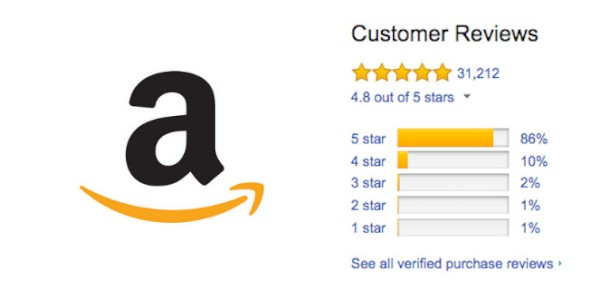 a
Customer Reviews
31,212
4.8 out of 5 stars
5 star 86%
4 star 10%
3 star 2%
2 star 1%
1 star 1%
See all verified purchase reviews ›